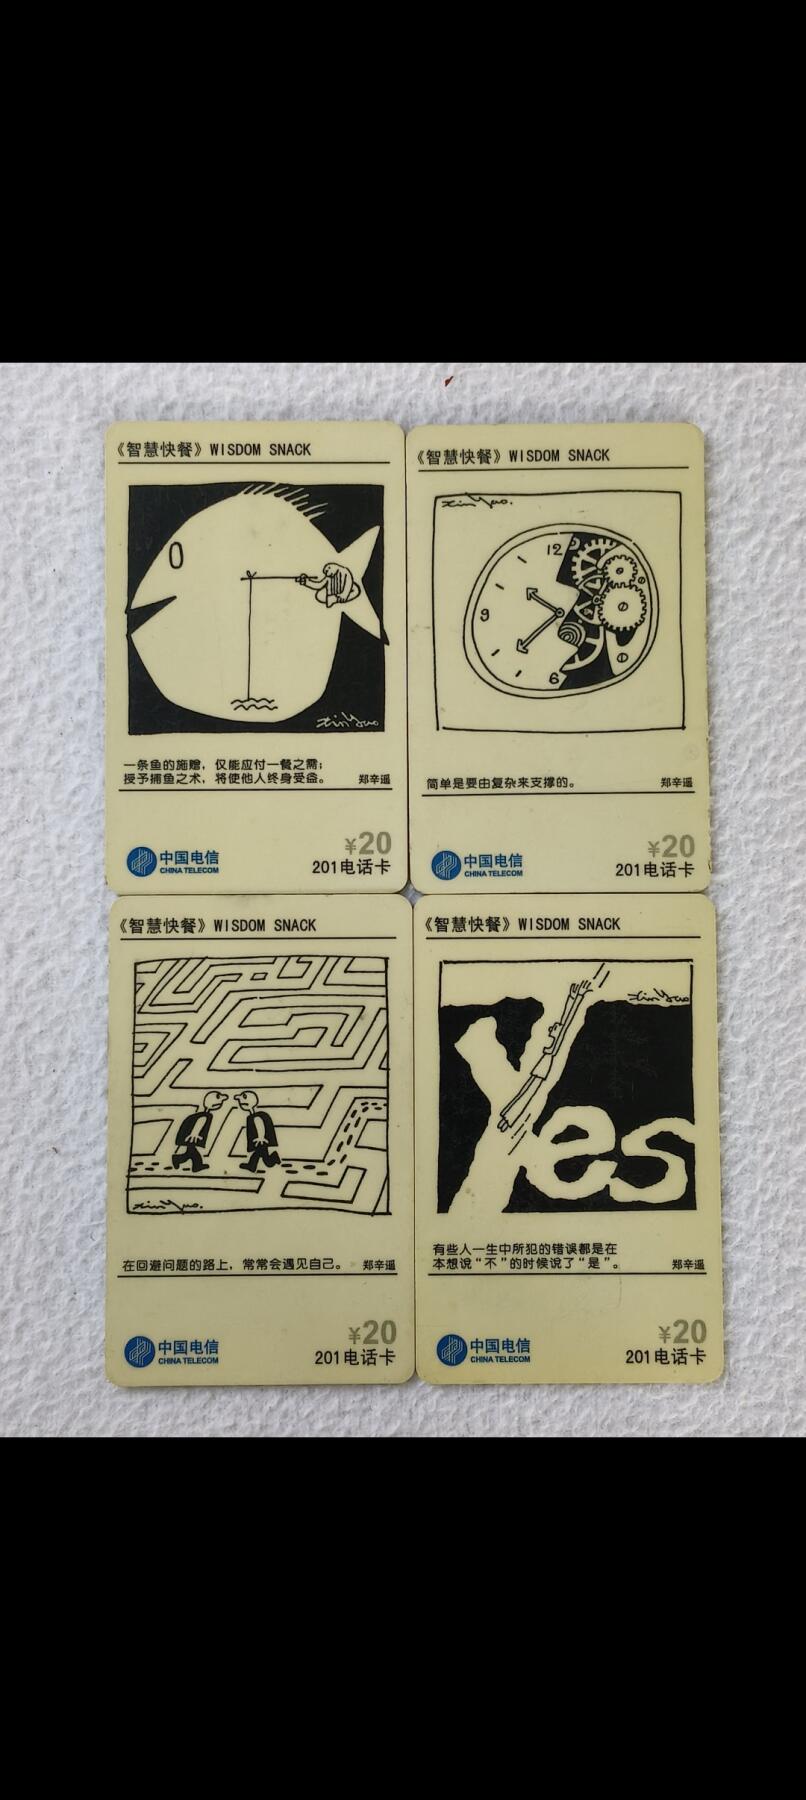 《智慧快餐》WISDOM SNACK
xin Yao
一条鱼的施赠，仅能应付一餐之需；
授予捕鱼之术，将使他人终身受益。 郑辛遥
中国电信
CHINA TELECOM
¥20
201电话卡
《智慧快餐》WISDOM SNACK
xin Yao.
12
9
6
简单是要由复杂来支撑的。 郑辛遥
中国电信
CHINA TELECOM
¥20
201电话卡
《智慧快餐》WISDOM SNACK
xin Yao.
在回避问题的路上，常常会遇见自己。 郑辛遥
中国电信
CHINA TELECOM
¥20
201电话卡
《智慧快餐》WISDOM SNACK
xin Yao
Yes
有些人一生中所犯的错误都是在
本想说“不”的时候说了“是”。 郑辛遥
中国电信
CHINA TELECOM
¥20
201电话卡